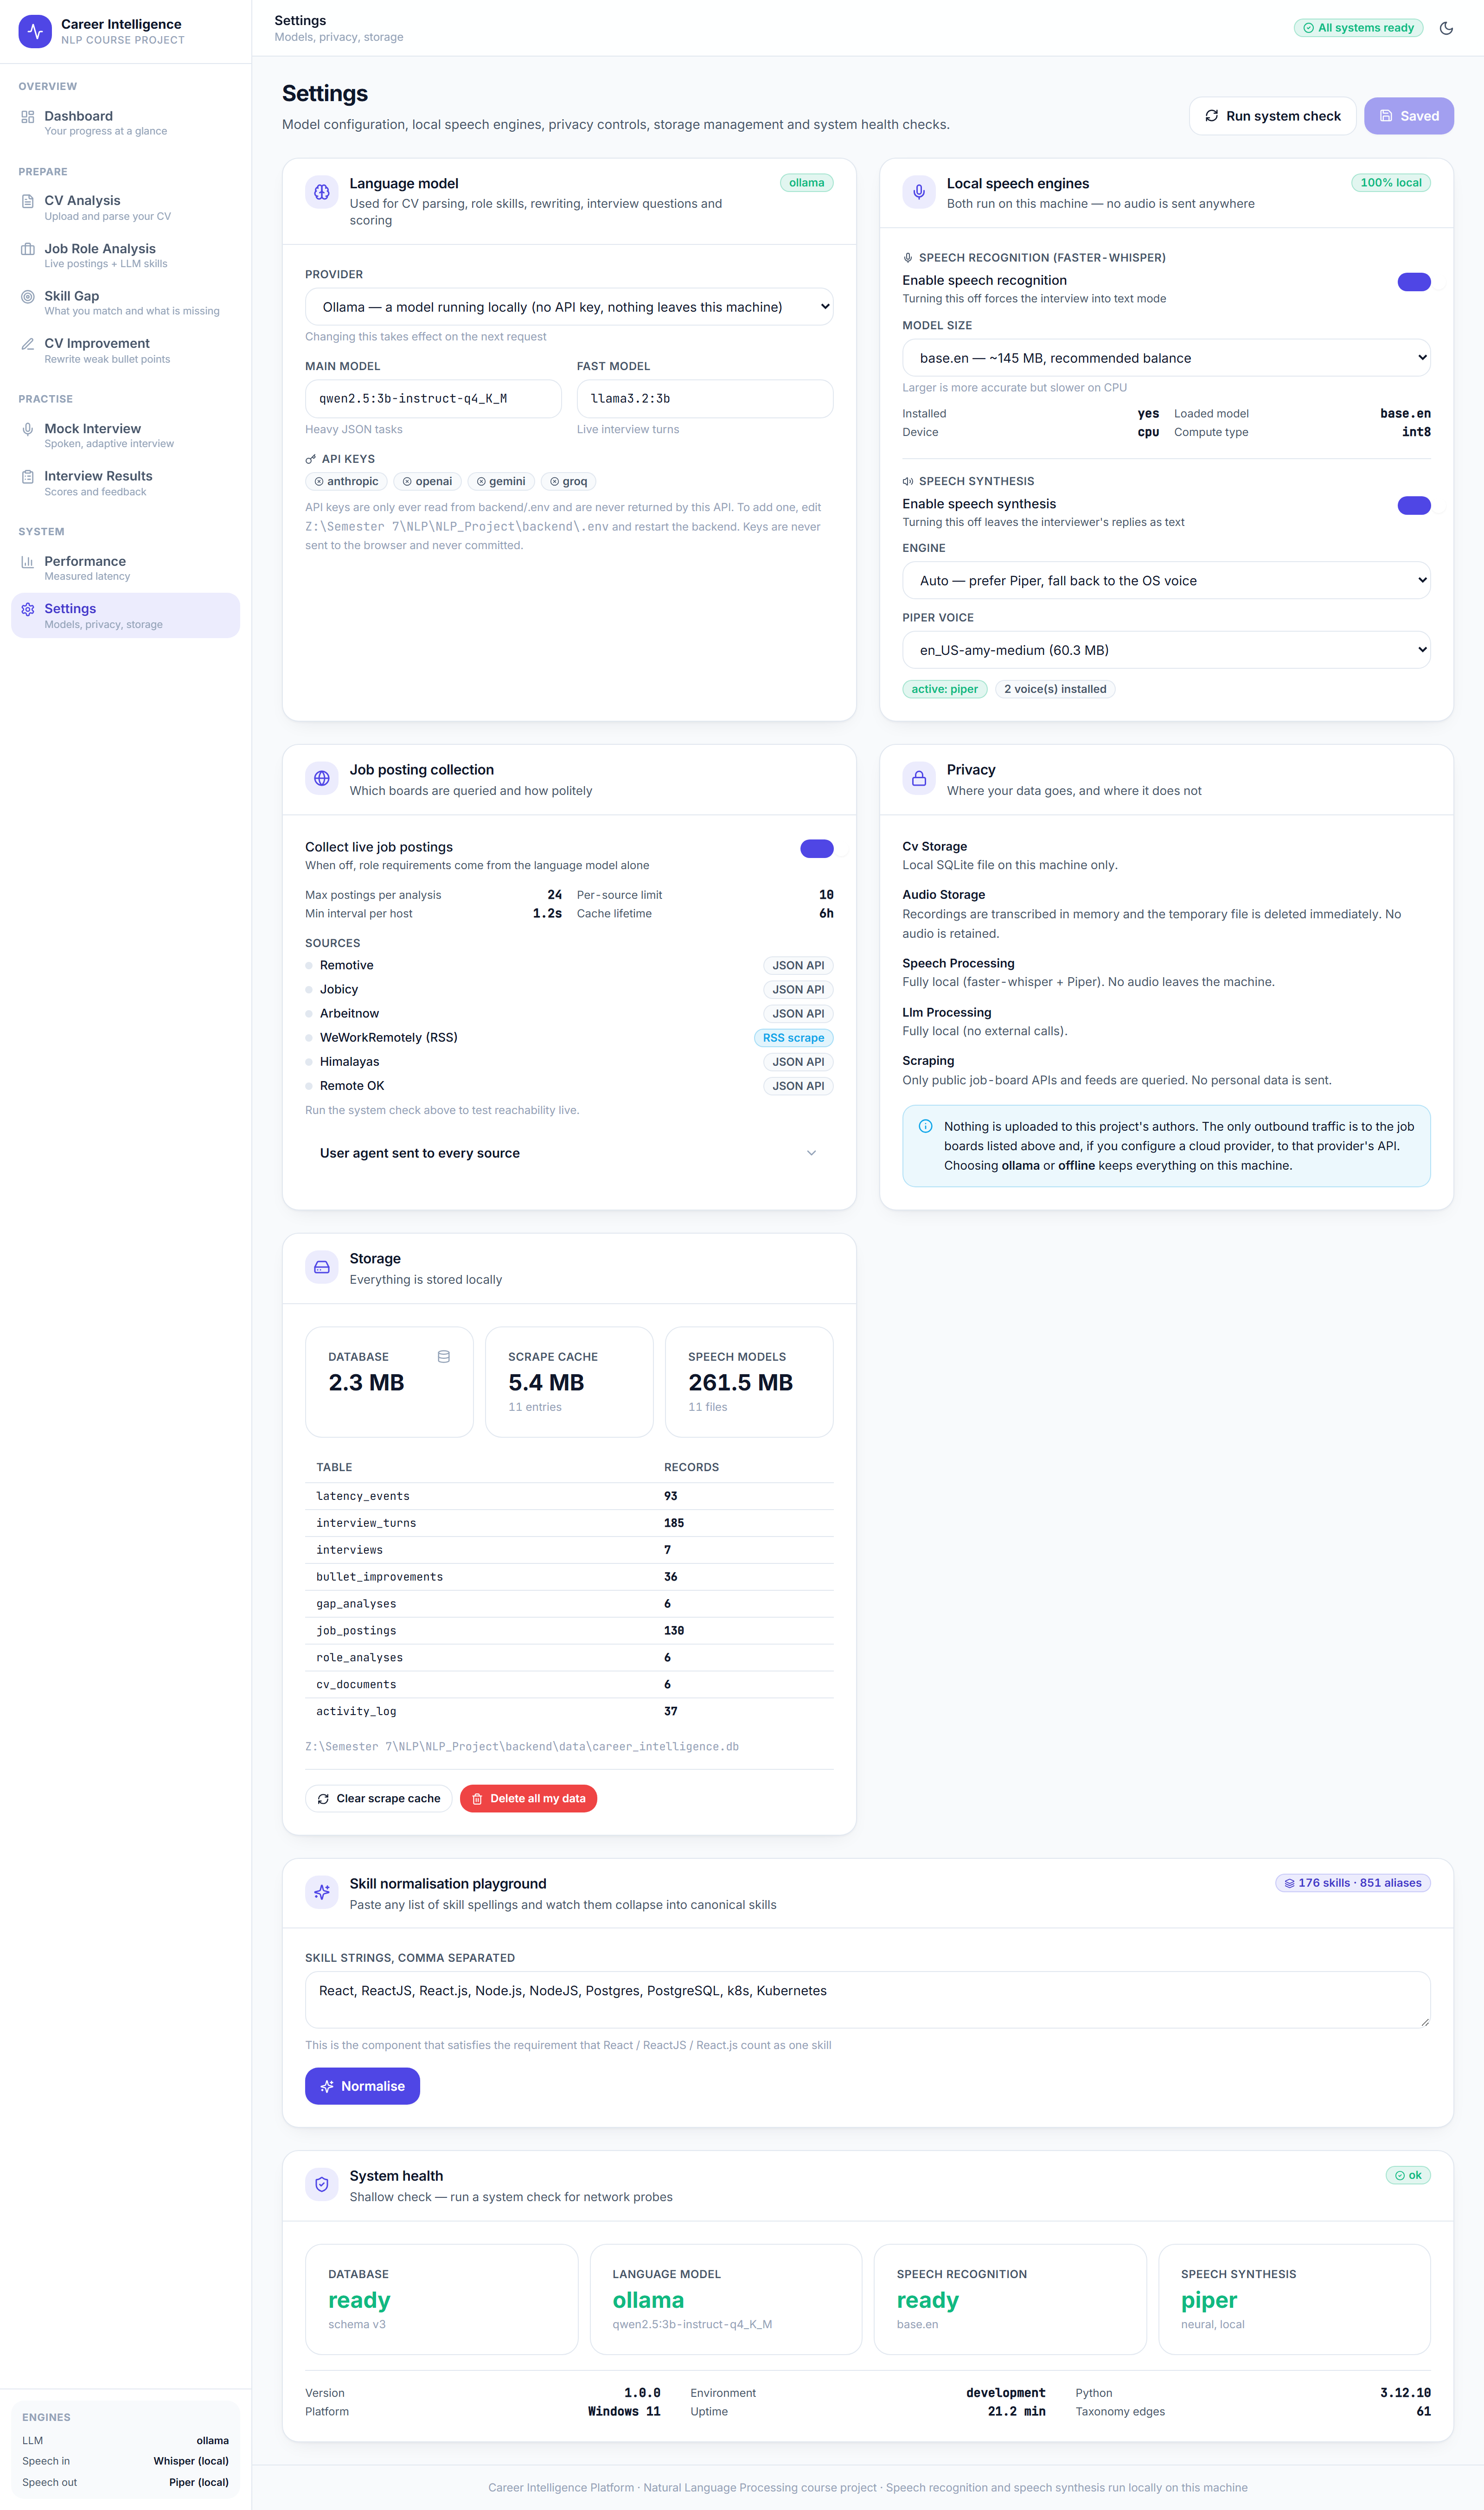 Career Intelligence
NLP COURSE PROJECT
OVERVIEW
Dashboard
Your progress at a glance
PREPARE
CV Analysis
Upload and parse your CV
Job Role Analysis
Live postings + LLM skills
Skill Gap
What you match and what is missing
CV Improvement
Rewrite weak bullet points
PRACTISE
Mock Interview
Spoken, adaptive interview
Interview Results
Scores and feedback
SYSTEM
Performance
Measured latency
Settings
Models, privacy, storage
ENGINES
LLM ollama
Speech in Whisper (local)
Speech out Piper (local)
Settings
Models, privacy, storage
All systems ready
Settings
Model configuration, local speech engines, privacy controls, storage management and system health checks.
Run system check
Saved
Language model
Used for CV parsing, role skills, rewriting, interview questions and
scoring
ollama
PROVIDER
Ollama — a model running locally (no API key, nothing leaves this machine)
Changing this takes effect on the next request
MAIN MODEL FAST MODEL
qwen2.5:3b-instruct-q4_K_M llama3.2:3b
Heavy JSON tasks Live interview turns
API KEYS
anthropic openai gemini groq
API keys are only ever read from backend/.env and are never returned by this API. To add one, edit
Z:\Semester 7\NLP\NLP_Project\backend\.env and restart the backend. Keys are never
sent to the browser and never committed.
Local speech engines
Both run on this machine — no audio is sent anywhere
100% local
SPEECH RECOGNITION (FASTER-WHISPER)
Enable speech recognition
Turning this off forces the interview into text mode
MODEL SIZE
base.en — ~145 MB, recommended balance
Larger is more accurate but slower on CPU
Installed yes Loaded model base.en
Device cpu Compute type int8
SPEECH SYNTHESIS
Enable speech synthesis
Turning this off leaves the interviewer's replies as text
ENGINE
Auto — prefer Piper, fall back to the OS voice
PIPER VOICE
en_US-amy-medium (60.3 MB)
active: piper 2 voice(s) installed
Job posting collection
Which boards are queried and how politely
Collect live job postings
When off, role requirements come from the language model alone
Max postings per analysis 24 Per-source limit 10
Min interval per host 1.2s Cache lifetime 6h
SOURCES
Remotive JSON API
Jobicy JSON API
Arbeitnow JSON API
WeWorkRemotely (RSS) RSS scrape
Himalayas JSON API
Remote OK JSON API
Run the system check above to test reachability live.
User agent sent to every source
Privacy
Where your data goes, and where it does not
Cv Storage
Local SQLite file on this machine only.
Audio Storage
Recordings are transcribed in memory and the temporary file is deleted immediately. No
audio is retained.
Speech Processing
Fully local (faster-whisper + Piper). No audio leaves the machine.
Llm Processing
Fully local (no external calls).
Scraping
Only public job-board APIs and feeds are queried. No personal data is sent.
Nothing is uploaded to this project's authors. The only outbound traffic is to the job
boards listed above and, if you configure a cloud provider, to that provider's API.
Choosing ollama or offline keeps everything on this machine.
Storage
Everything is stored locally
DATABASE
2.3 MB
SCRAPE CACHE
5.4 MB
11 entries
SPEECH MODELS
261.5 MB
11 files
TABLE RECORDS
latency_events 93
interview_turns 185
interviews 7
bullet_improvements 36
gap_analyses 6
job_postings 130
role_analyses 6
cv_documents 6
activity_log 37
Z:\Semester 7\NLP\NLP_Project\backend\data\career_intelligence.db
Clear scrape cache Delete all my data
Skill normalisation playground
Paste any list of skill spellings and watch them collapse into canonical skills
176 skills · 851 aliases
SKILL STRINGS, COMMA SEPARATED
React, ReactJS, React.js, Node.js, NodeJS, Postgres, PostgreSQL, k8s, Kubernetes
This is the component that satisfies the requirement that React / ReactJS / React.js count as one skill
Normalise
System health
Shallow check — run a system check for network probes
ok
DATABASE
ready
schema v3
LANGUAGE MODEL
ollama
qwen2.5:3b-instruct-q4_K_M
SPEECH RECOGNITION
ready
base.en
SPEECH SYNTHESIS
piper
neural, local
Version 1.0.0 Environment development Python 3.12.10
Platform Windows 11 Uptime 21.2 min Taxonomy edges 61
Career Intelligence Platform · Natural Language Processing course project · Speech recognition and speech synthesis run locally on this machine